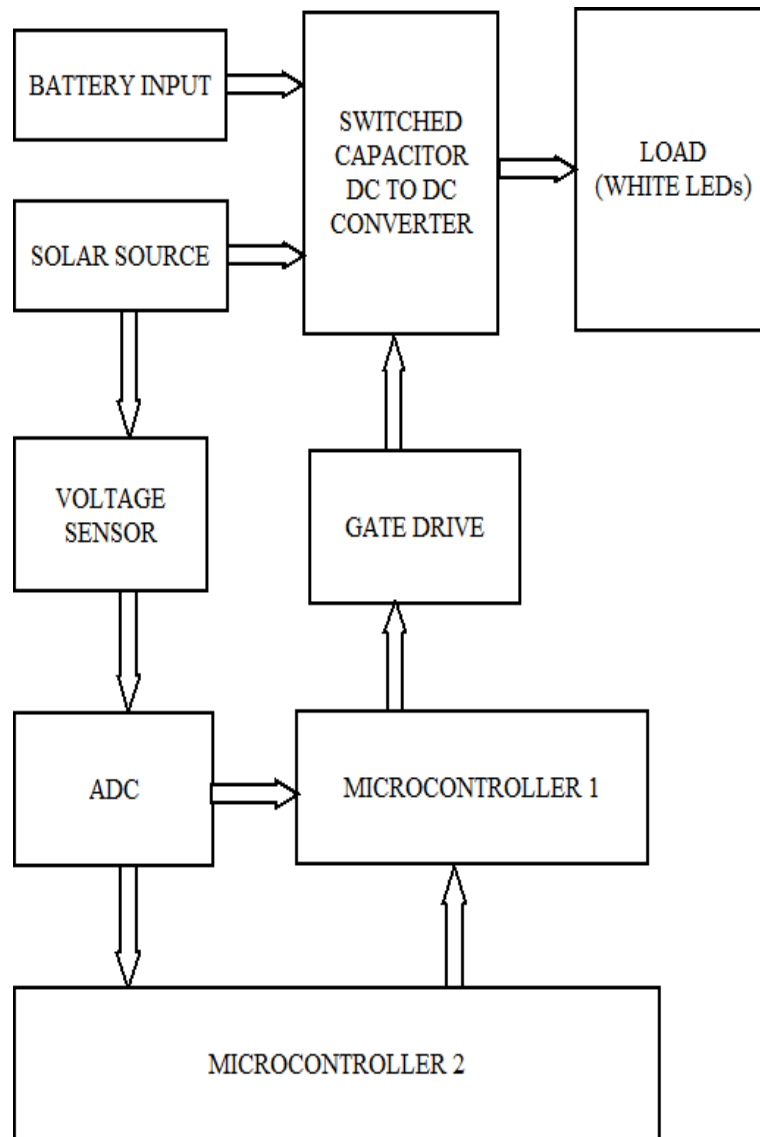 BATTERY INPUT
SWITCHED
CAPACITOR
DC TO DC
CONVERTER
LOAD
(WHITE LEDs)
SOLAR SOURCE
VOLTAGE
SENSOR
GATE DRIVE
ADC
MICROCONTROLLER 1
MICROCONTROLLER 2